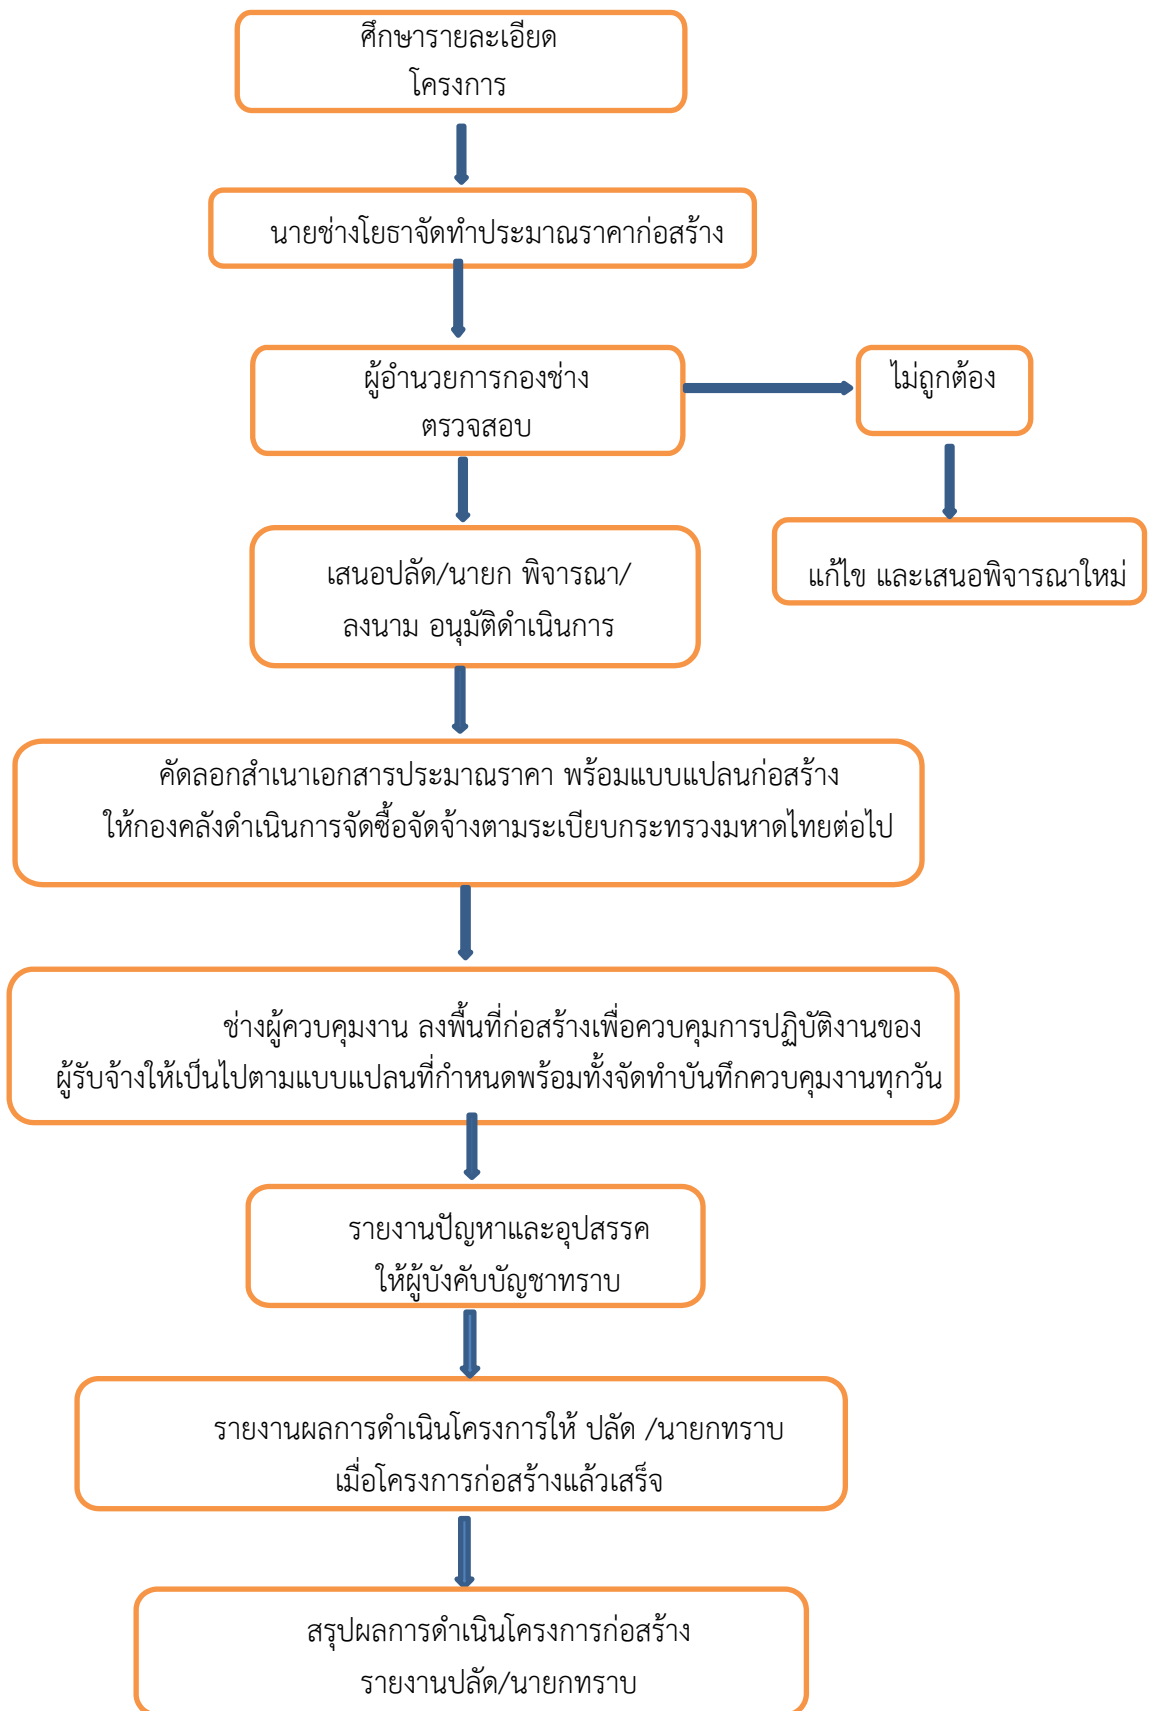 ศึกษารายละเอียด
โครงการ
นายช่างโยธาจัดทำประมาณราคาก่อสร้าง
ผู้อำนวยการกองช่าง
ตรวจสอบ
ไม่ถูกต้อง
แก้ไข และเสนอพิจารณาใหม่
เสนอปลัด/นายก พิจารณา/
ลงนาม อนุมัติดำเนินการ
คัดลอกสำเนาเอกสารประมาณราคา พร้อมแบบแปลนก่อสร้าง
ให้กองคลังดำเนินการจัดซื้อจัดจ้างตามระเบียบกระทรวงมหาดไทยต่อไป
ช่างผู้ควบคุมงาน ลงพื้นที่ก่อสร้างเพื่อควบคุมการปฏิบัติงานของ
ผู้รับจ้างให้เป็นไปตามแบบแปลนที่กำหนดพร้อมทั้งจัดทำบันทึกควบคุมงานทุกวัน
รายงานปัญหาและอุปสรรค
ให้ผู้บังคับบัญชาทราบ
รายงานผลการดำเนินโครงการให้ ปลัด /นายกทราบ
เมื่อโครงการก่อสร้างแล้วเสร็จ
สรุปผลการดำเนินโครงการก่อสร้าง
รายงานปลัด/นายกทราบ